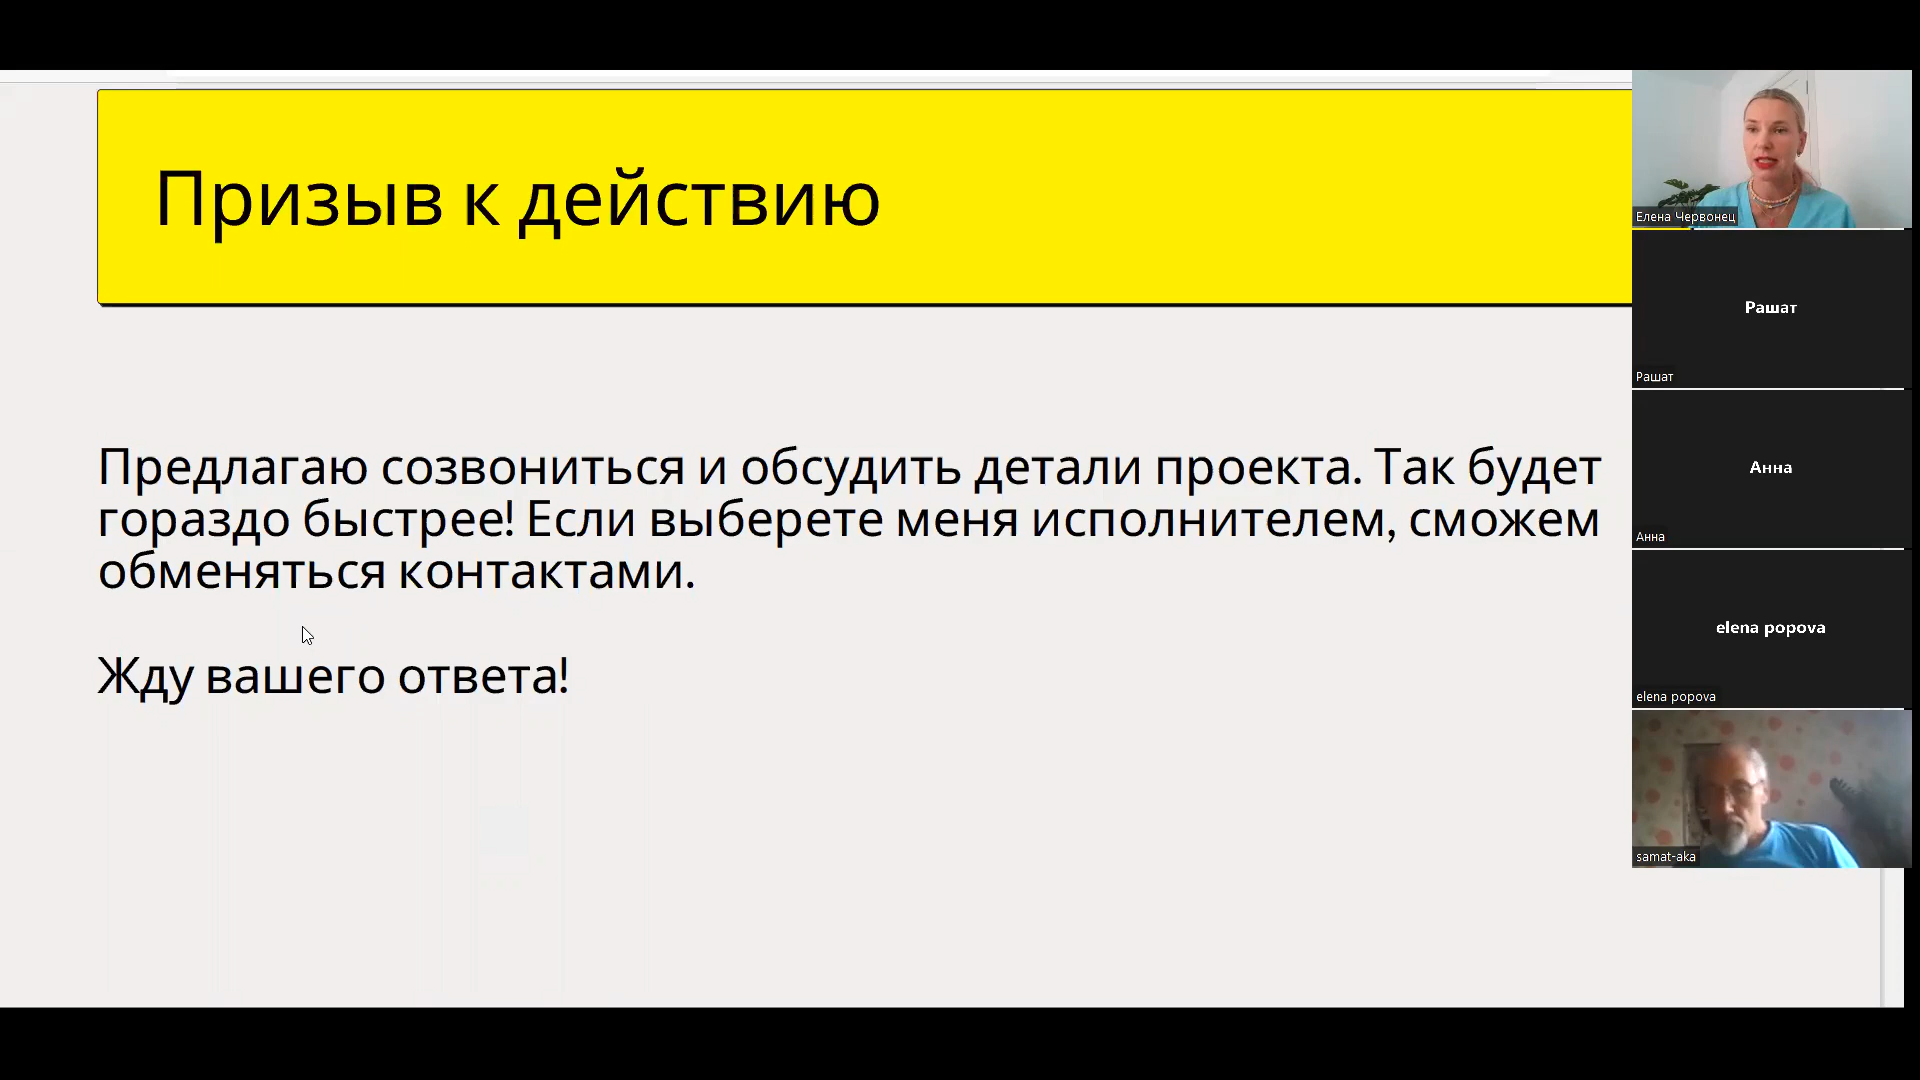 Призыв к действию
Предлагаю созвониться и обсудить детали проекта. Так будет
гораздо быстрее! Если выберете меня исполнителем, сможем
обменяться контактами.
Жду вашего ответа!
Елена Червонец
Рашат
Рашат
Анна
Анна
elena popova
elena popova
samat-aka